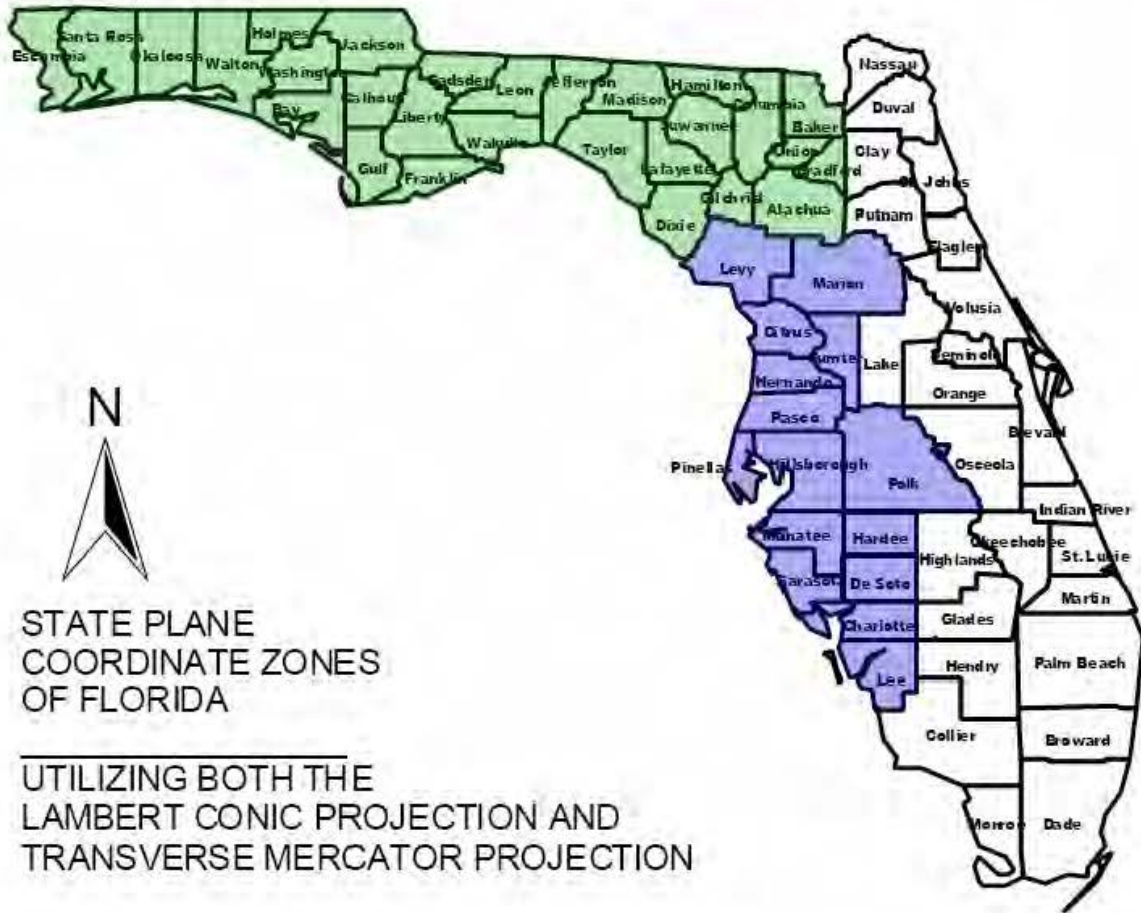 Nassau
Holmes
Santa Rosa
Jackson
Escambia
Okaloosa
Walton
Washington
Gadsden
Leon
Jefferson
Hamilton
Madison
Columbia
Duval
Bay
Calhoun
Liberty
Suwannee
Baker
Wakulla
Taylor
Union
Clay
Gulf
Franklin
Lafayette
Bradford
St. Johns
Gilchrist
Alachua
Putnam
Dixie
Flagler
Levy
Marion
Volusia
Citrus
Sumter
Lake
Seminole
Hernando
Orange
N
Pasco
Brevard
Pinellas
Hillsborough
Osceola
Polk
Indian River
Manatee
Hardee
Okeechobee
Highlands
St. Lucie
Sarasota
De Soto
Martin
Charlotte
Glades
Hendry
Palm Beach
Lee
Collier
Broward
Monroe
Dade
STATE PLANE
COORDINATE ZONES
OF FLORIDA
UTILIZING BOTH THE
LAMBERT CONIC PROJECTION AND
TRANSVERSE MERCATOR PROJECTION